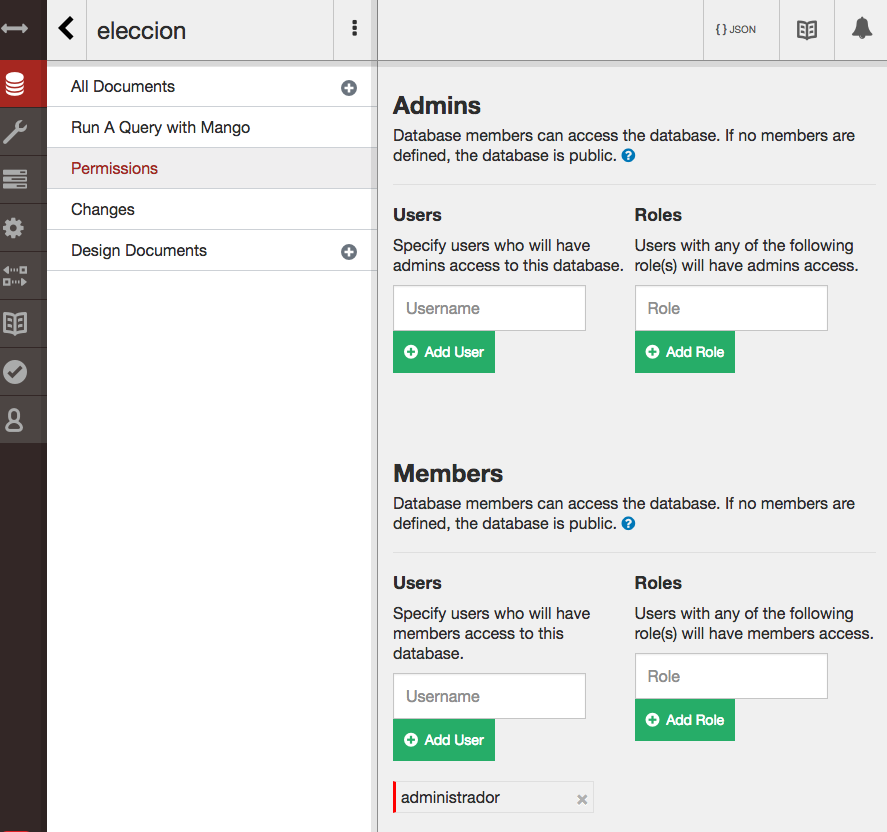 eleccion
{ } JSON
All Documents
Run A Query with Mango
Permissions
Changes
Design Documents
Admins
Database members can access the database. If no members are
defined, the database is public. ?
Users
Specify users who will have
admins access to this database.
Username
Add User
Roles
Users with any of the following
role(s) will have admins access.
Role
Add Role
Members
Database members can access the database. If no members are
defined, the database is public. ?
Users
Specify users who will have
members access to this
database.
Username
Add User
administrador
Roles
Users with any of the following
role(s) will have members access.
Role
Add Role